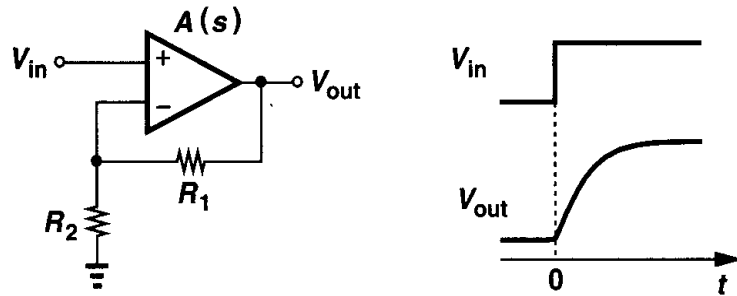 A(s)
V_in
+
−
V_out
R_1
R_2
V_in
V_out
0
t